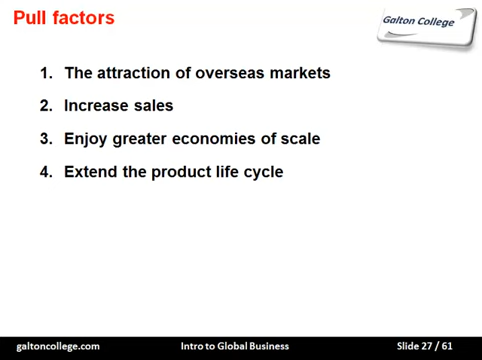 Pull factors
Galton College
1. The attraction of overseas markets
2. Increase sales
3. Enjoy greater economies of scale
4. Extend the product life cycle
galtoncollege.com Intro to Global Business Slide 27 / 61